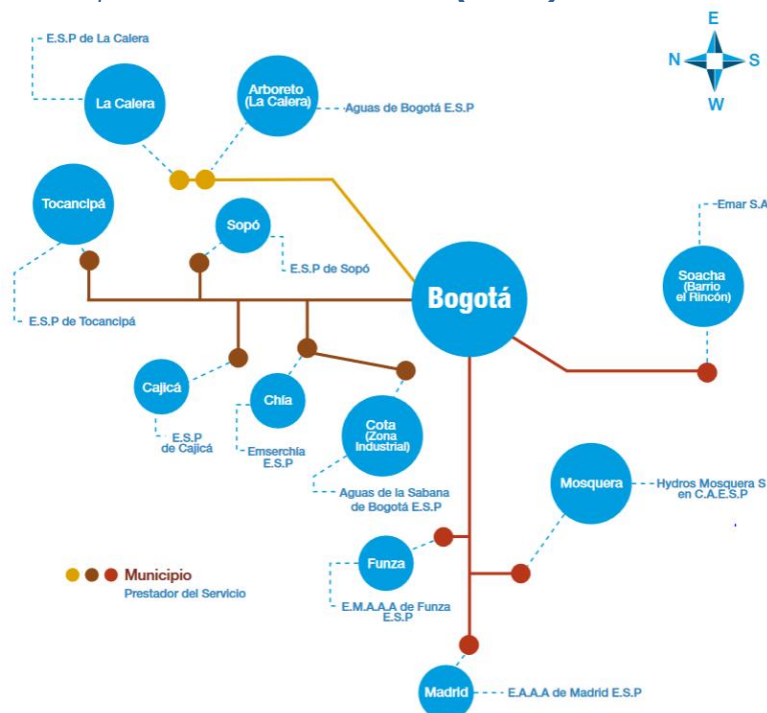 E.S.P de La Calera
E
N
S
W
La Calera
Arboreto
(La Calera)
Aguas de Bogotá E.S.P
Tocancipá
Sopó
E.S.P de Sopó
E.S.P de Tocancipá
Bogotá
Emar S.A
Soacha
(Barrio
el Rincón)
Cajicá
E.S.P
de Cajicá
Chía
Emserchía
E.S.P
Cota
(Zona
Industrial)
Aguas de la Sabana
de Bogotá E.S.P
Mosquera
Hydros Mosquera S
en C.A.E.S.P
Funza
E.M.A.A.A de Funza
E.S.P
Municipio
Prestador del Servicio
Madrid
E.A.A.A de Madrid E.S.P